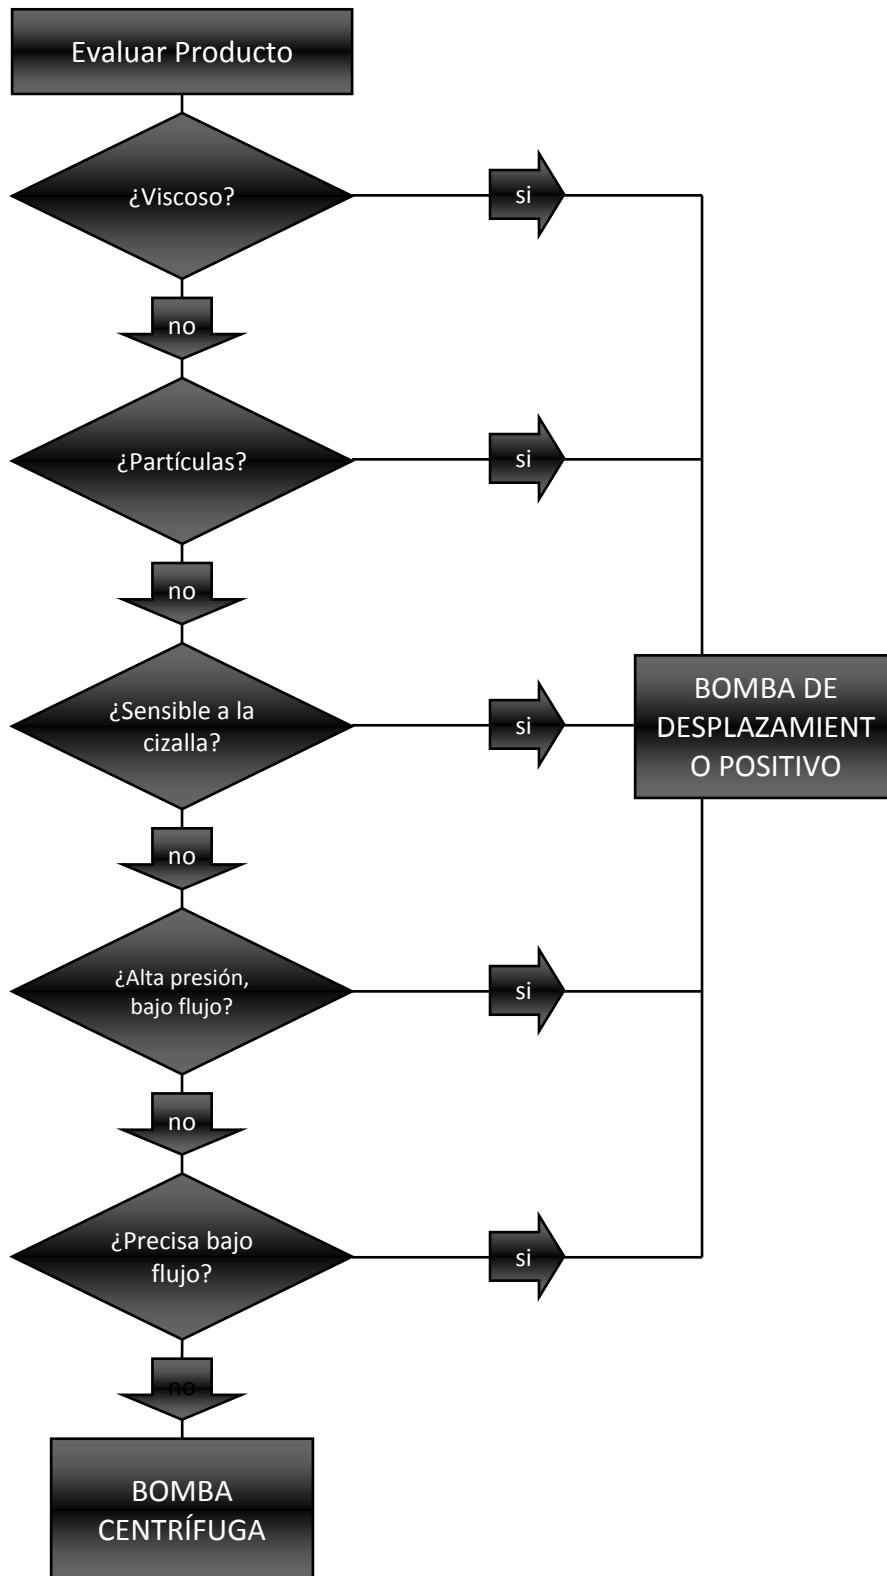 Evaluar Producto
¿Viscoso?
si
no
¿Partículas?
si
no
¿Sensible a la
cizalla?
si
BOMBA DE
DESPLAZAMIENT
O POSITIVO
no
¿Alta presión,
bajo flujo?
si
no
¿Precisa bajo
flujo?
si
no
BOMBA
CENTRÍFUGA